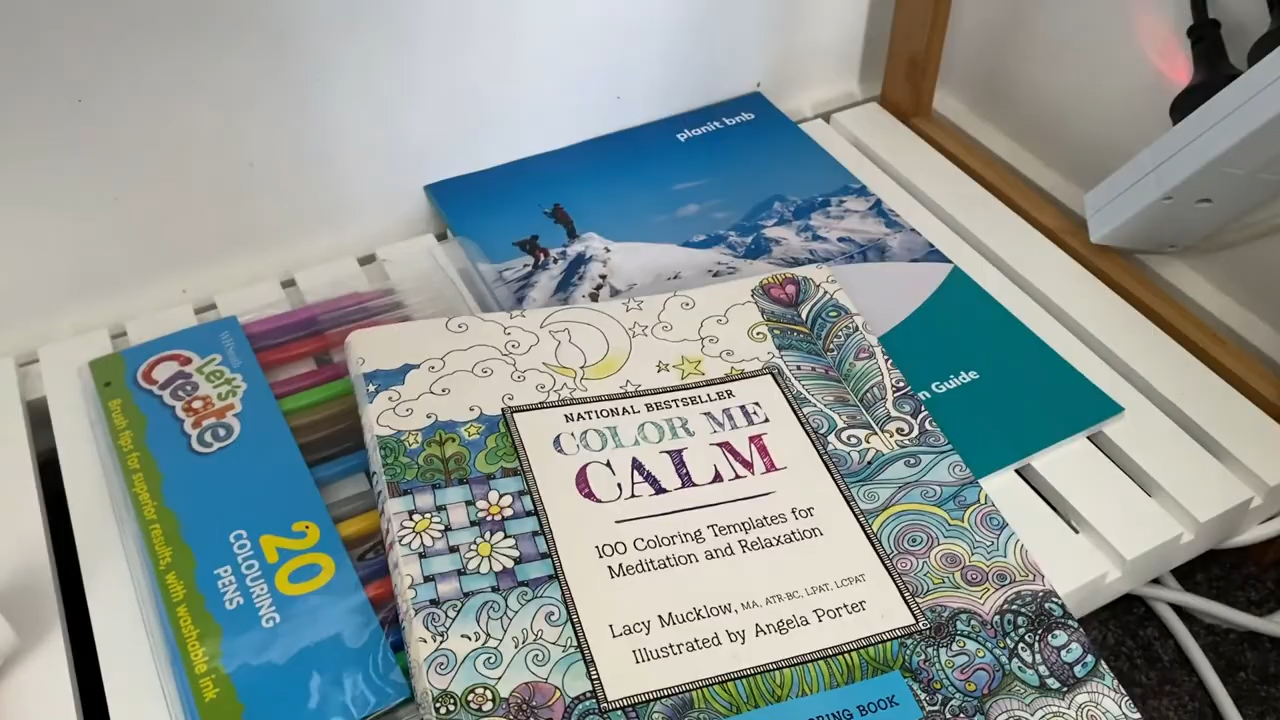 planit bnb
n Guide
WHSmith
Let's
Create
Brush tips for superior results, with washable ink
20
COLOURING
PENS
NATIONAL BESTSELLER
COLOR ME
CALM
100 Coloring Templates for
Meditation and Relaxation
Lacy Mucklow, MA, ATR-BC, LPAT, LCPAT
Illustrated by Angela Porter
RING BOOK